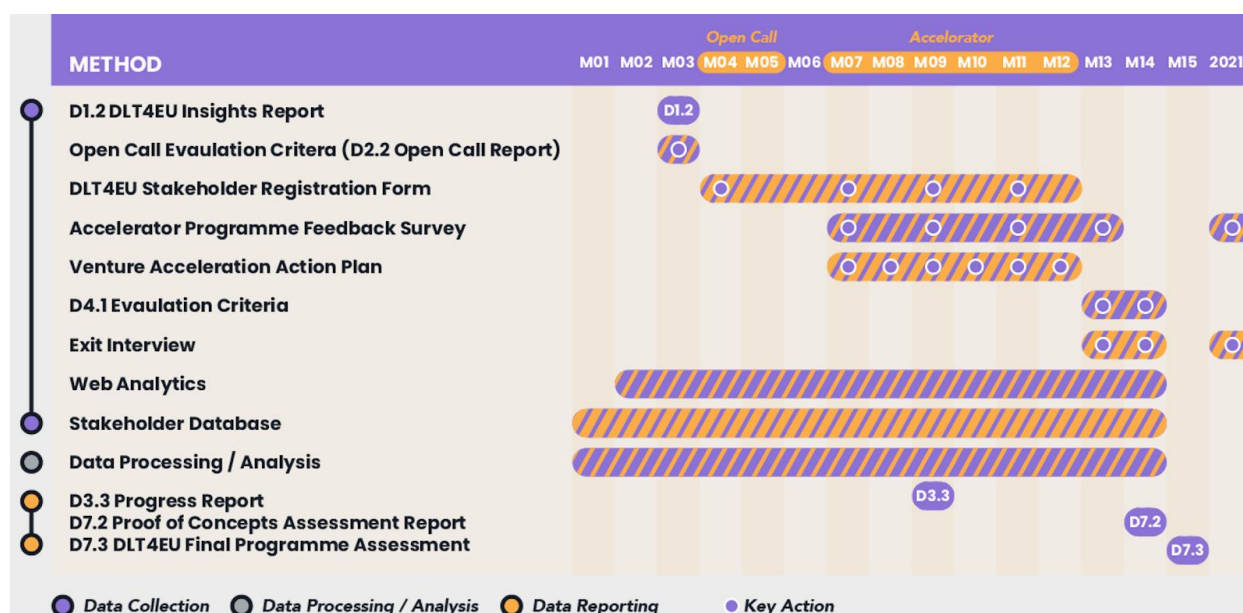 Open Call Accelorator
METHOD M01 M02 M03 M04 M05 M06 M07 M08 M09 M10 M11 M12 M13 M14 M15 2021
D1.2 DLT4EU Insights Report D1.2
Open Call Evaulation Critera (D2.2 Open Call Report)
DLT4EU Stakeholder Registration Form
Accelerator Programme Feedback Survey
Venture Acceleration Action Plan
D4.1 Evaulation Criteria
Exit Interview
Web Analytics
Stakeholder Database
Data Processing / Analysis
D3.3 Progress Report D3.3
D7.2 Proof of Concepts Assessment Report D7.2
D7.3 DLT4EU Final Programme Assessment D7.3
Data Collection Data Processing / Analysis Data Reporting Key Action